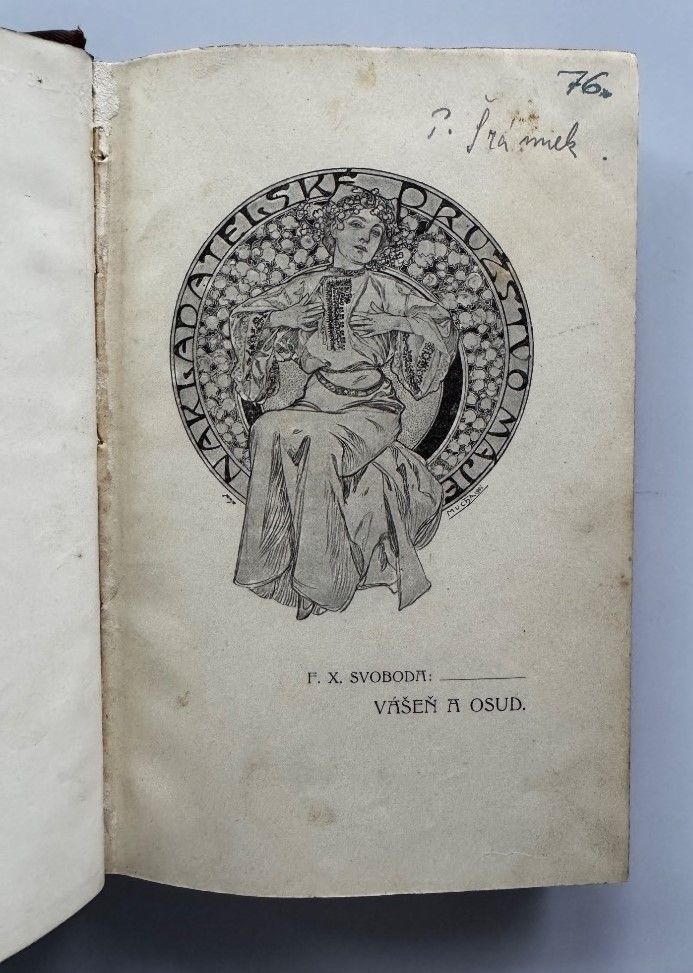 76.
P. Šrámek.
NAKLADATELSKÉ DRUŽSTVO MÁJE
MUCHA
F. X. SVOBODA:
VÁŠEŇ A OSUD.